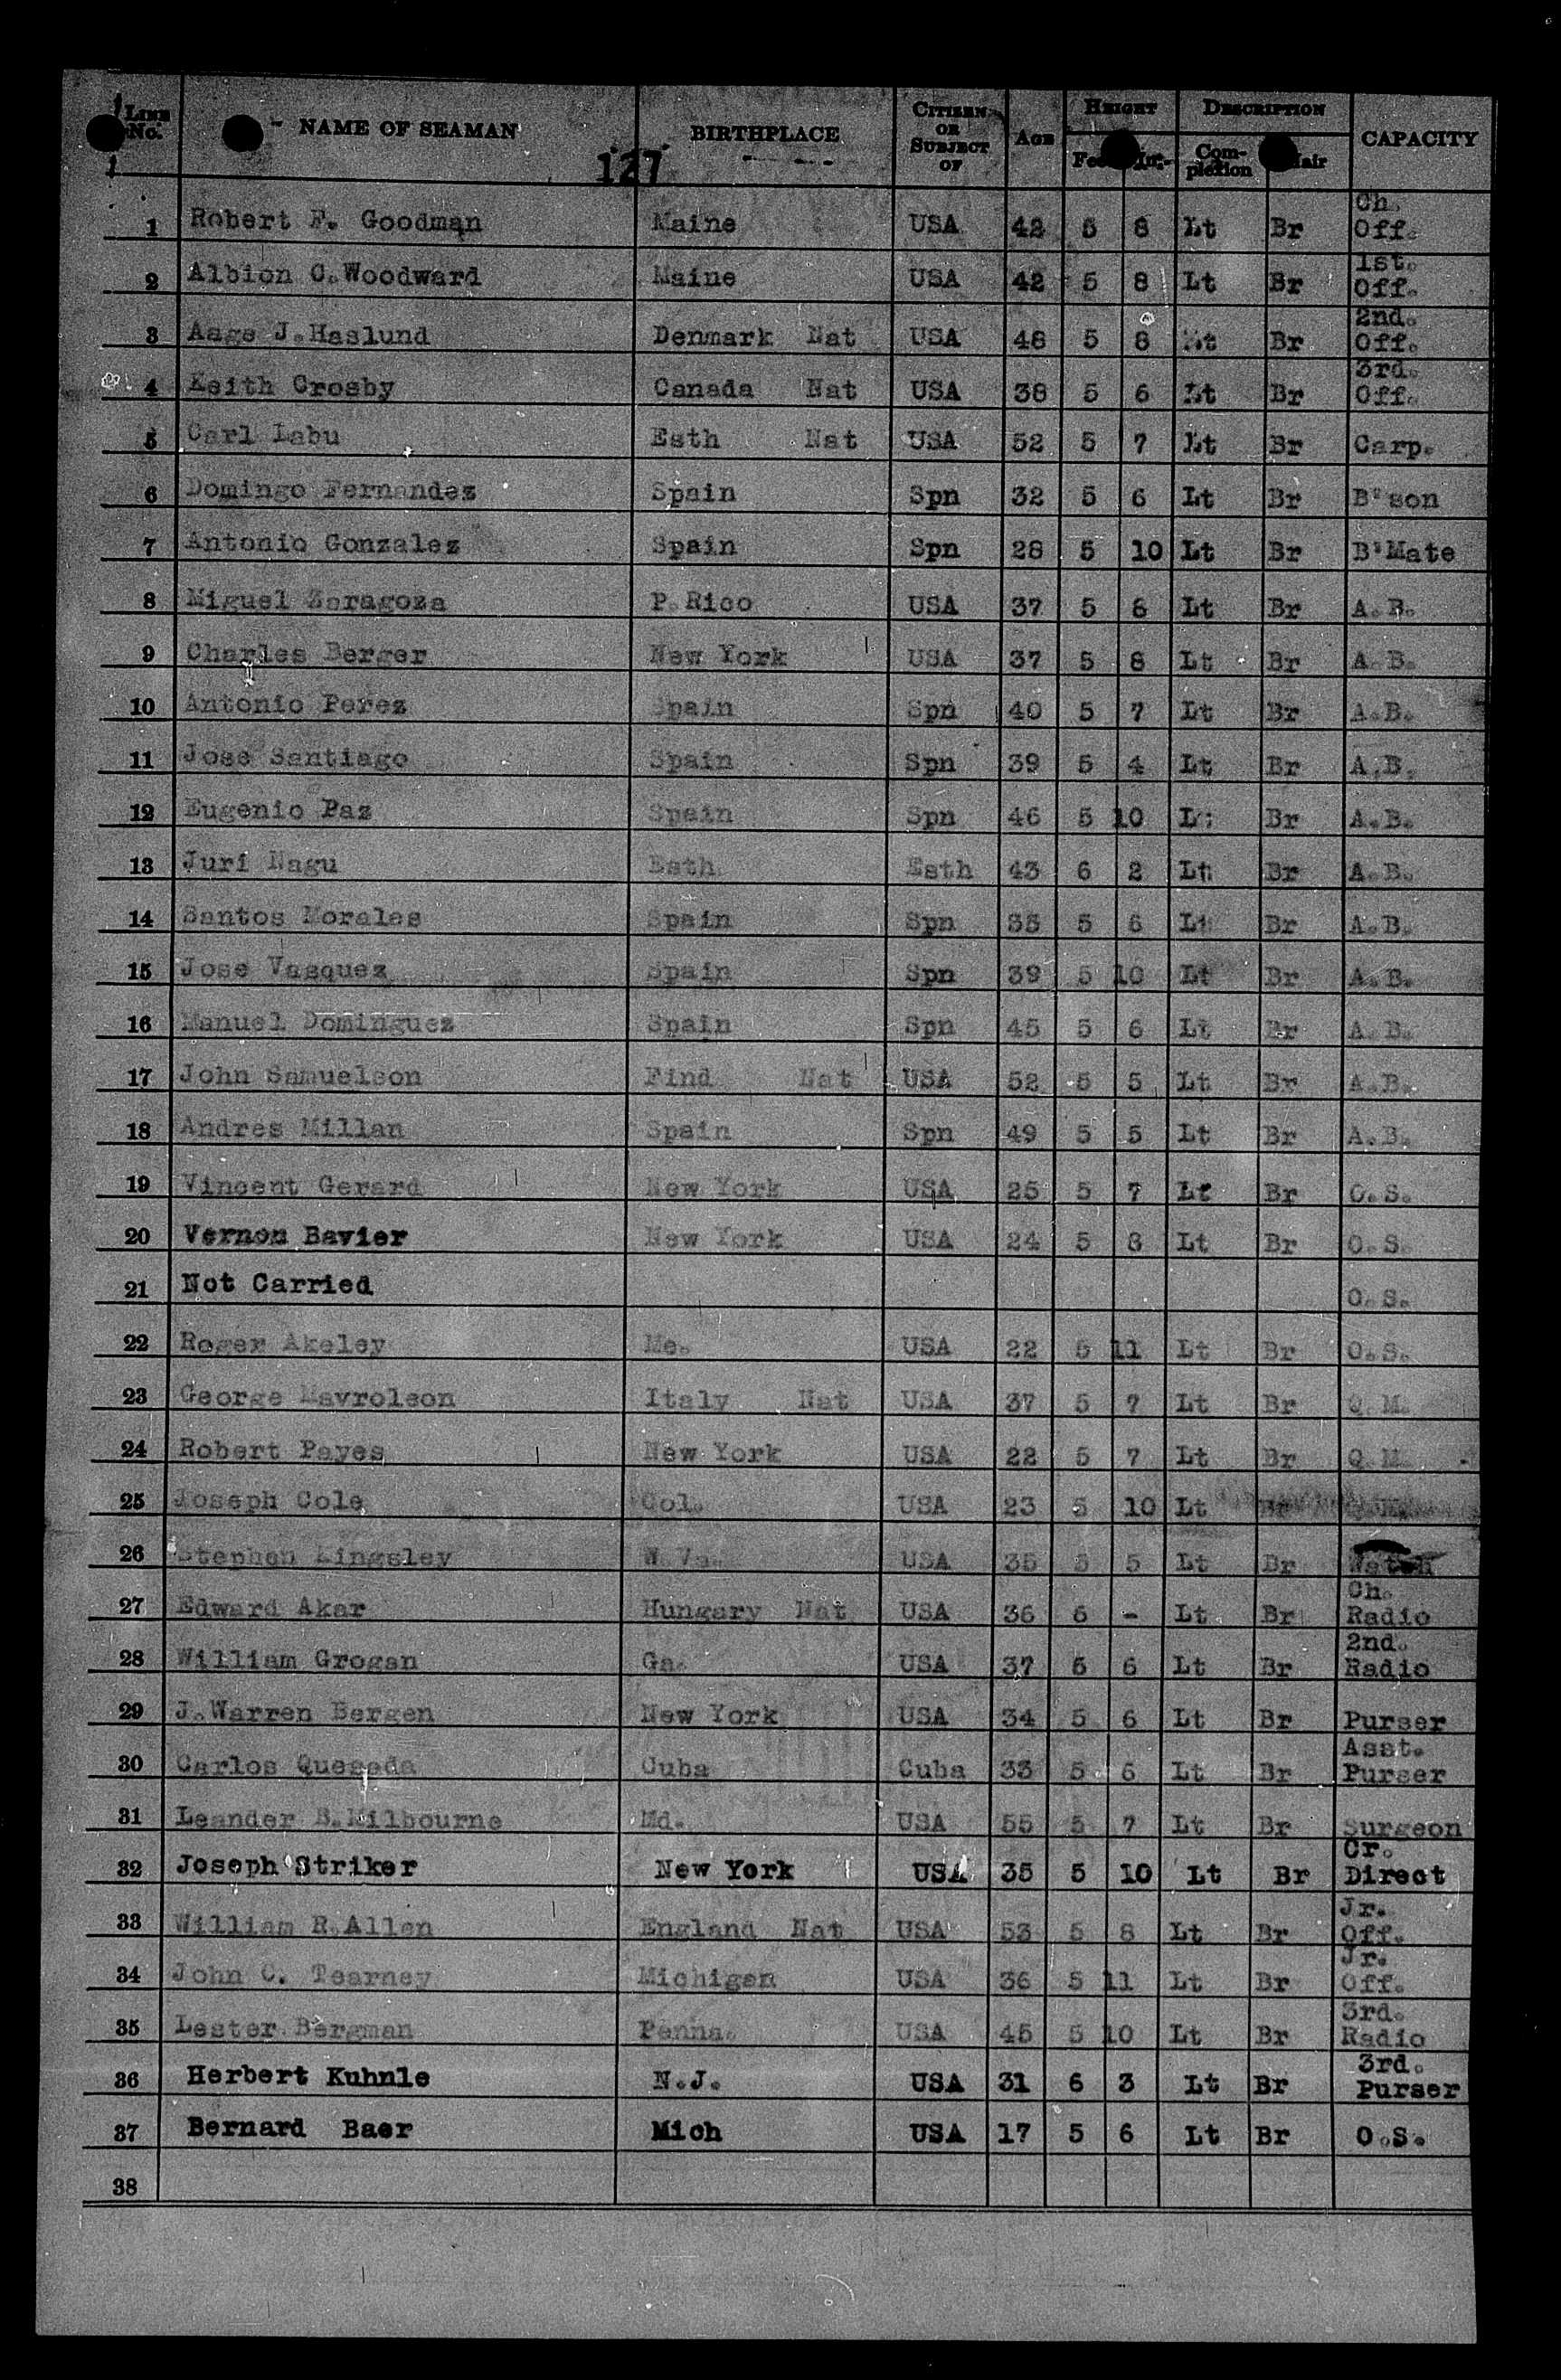 LINE No. NAME OF SEAMAN BIRTHPLACE CITIZEN OR SUBJECT OF AGE HEIGHT DESCRIPTION CAPACITY
Com-plexion
127
1 Robert F. Goodman Maine USA 42 5 8 Lt Br Ch. Off.
2 Albion C.Woodward Maine USA 42 5 8 Lt Br 1st. Off.
3 Aage J.Haslund Denmark Nat USA 48 5 8 Lt Br 2nd. Off.
4 Keith Crosby Canada Nat USA 38 5 6 Lt Br 3rd. Off.
5 Carl Labu Esth Nat USA 52 5 7 Lt Br Carp.
6 Domingo Fernandez Spain Spn 32 5 6 Lt Br B'son
7 Antonio Gonzalez Spain Spn 28 5 10 Lt Br B'Mate
8 Miguel Zaragoza P.Rico USA 37 5 8 Lt Br A.B.
9 Charles Berger New York USA 37 5 8 Lt Br A.B.
10 Antonio Perez Spain Spn 40 5 7 Lt Br A.B.
11 Jose Santiago Spain Spn 39 5 4 Lt Br A.B.
12 Eugenio Paz Spain Spn 46 5 10 Lt Br A.B.
13 Juri Nagu Esth Esth 43 6 2 Lt Br A.B.
14 Santos Morales Spain Spn 35 5 6 Lt Br A.B.
15 Jose Vasquez Spain Spn 39 5 10 Lt Br A.B.
16 Manuel Dominguez Spain Spn 45 5 6 Lt Br A.B.
17 John Samuelson Find Nat USA 52 5 5 Lt Br A.B.
18 Andres Millan Spain Spn 49 5 5 Lt Br A.B.
19 Vincent Gerard New York USA 25 5 7 Lt Br O.S.
20 Vernon Bavier New York USA 24 5 8 Lt Br O.S.
21 Not Carried O.S.
22 Roger Akeley Me. USA 22 5 11 Lt Br O.S.
23 George Mavroleon Italy Nat USA 37 5 7 Lt Br Q.M.
24 Robert Payes New York USA 22 5 7 Lt Br Q.M.
25 Joseph Cole Col. USA 23 5 10 Lt Br Q.M.
26 Stephen Kingsley W.Va. USA 35 5 5 Lt Br Watch
27 Edward Akar Hungary Nat USA 36 6 - Lt Br Ch. Radio
28 William Grogan Ga. USA 37 5 6 Lt Br 2nd. Radio
29 J.Warren Bergen New York USA 34 5 6 Lt Br Purser
30 Carlos Quesada Cuba Cuba 33 5 6 Lt Br Asst. Purser
31 Leander S.Milbourne Md. USA 55 5 7 Lt Br Surgeon
32 Joseph Striker New York USA 35 5 10 Lt Br Cr. Direct
33 William R.Allen England Nat USA 53 5 8 Lt Br Jr. Off.
34 John C. Tearney Michigan USA 36 5 11 Lt Br Jr. Off.
35 Lester Bergman Penna. USA 45 5 10 Lt Br 3rd. Radio
36 Herbert Kuhnle N.J. USA 31 6 3 Lt Br 3rd. Purser
37 Bernard Baer Mich USA 17 5 6 Lt Br O.S.
38